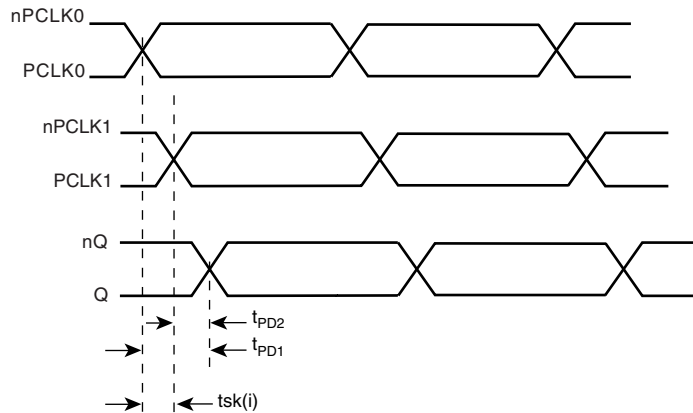 nPCLK0
PCLK0
nPCLK1
PCLK1
nQ
Q
tPD2
tPD1
tsk(i)